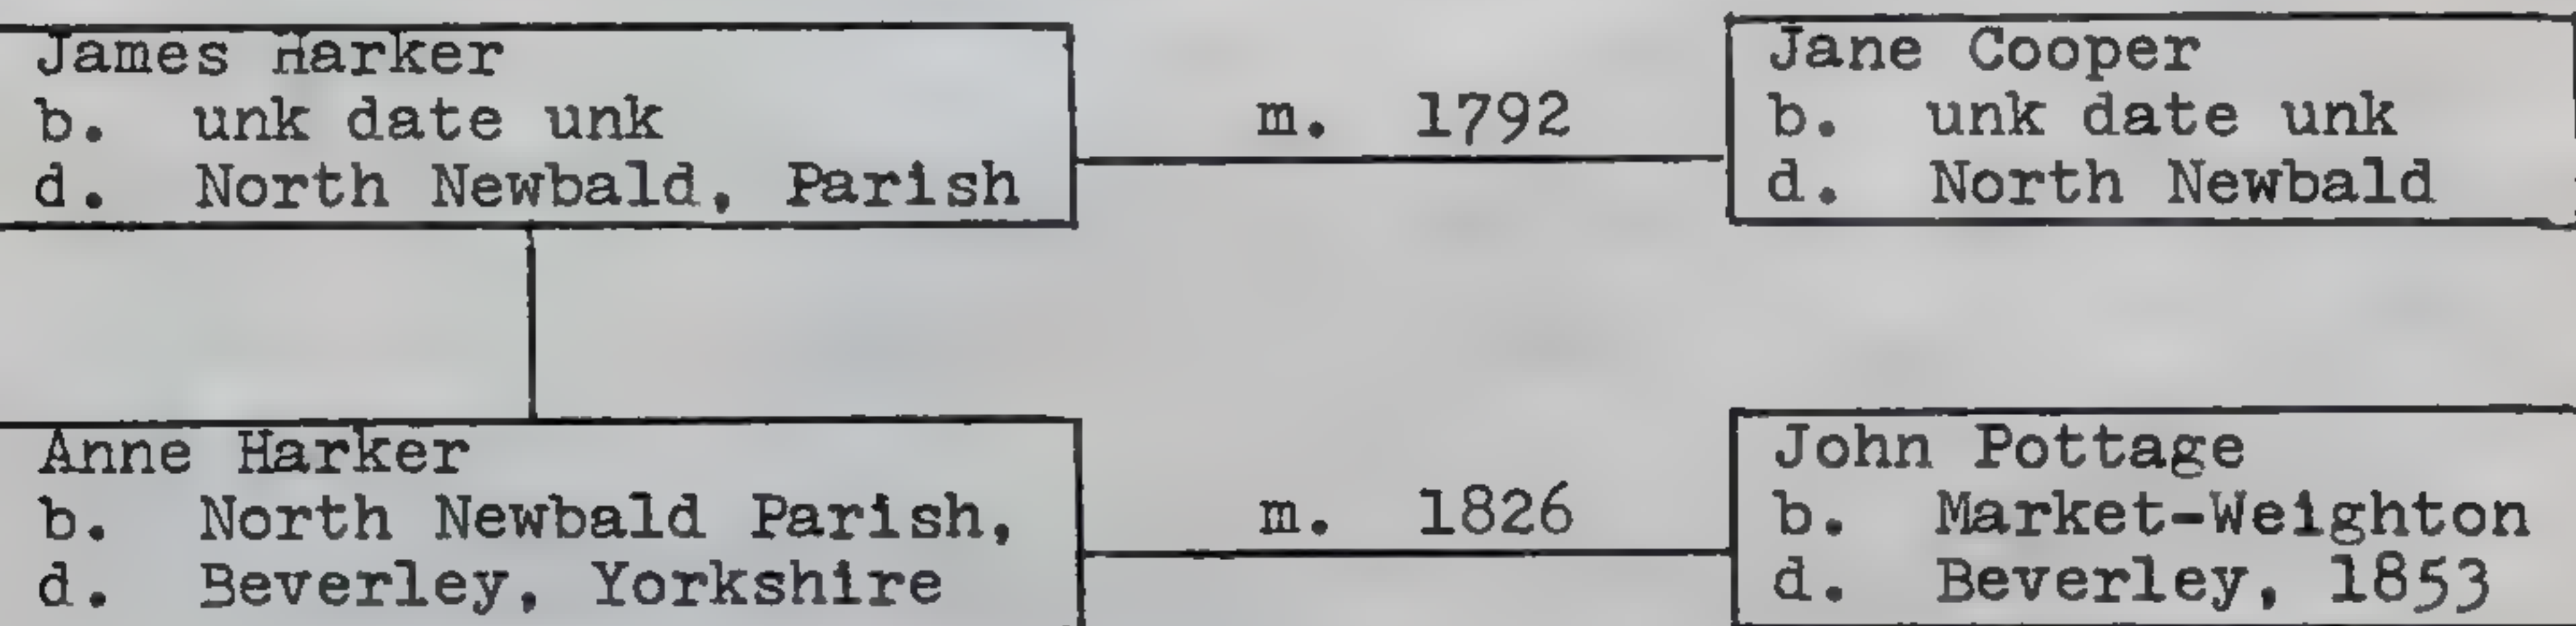 James Harker
b. unk date unk
d. North Newbald, Parish
m. 1792
Jane Cooper
b. unk date unk
d. North Newbald
Anne Harker
b. North Newbald Parish,
d. Beverley, Yorkshire
m. 1826
John Pottage
b. Market-Weighton
d. Beverley, 1853